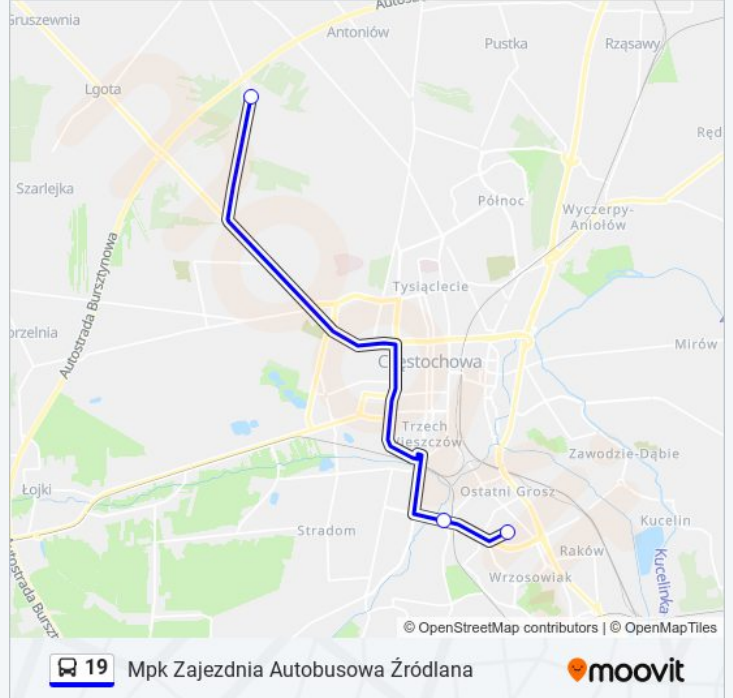 Autos
Gruszewnia
Antoniów
Pustka
Rząsawy
Lgota
Ręd
Szarlejka
Północ
Wyczerpy-
Aniołów
Autostrada Bursztynowa
Tysiąclecie
orzelnia
Mirów
Częstochowa
Trzech
Wieszczów
Zawodzie-Dąbie
Łojki
Ostatni Grosz
Stradom
Kucelin
Raków
Wrzosowiak
Kucelinka
Autostrada Burszt
© OpenStreetMap contributors | © OpenMapTiles
19 Mpk Zajezdnia Autobusowa Źródlana
moovit